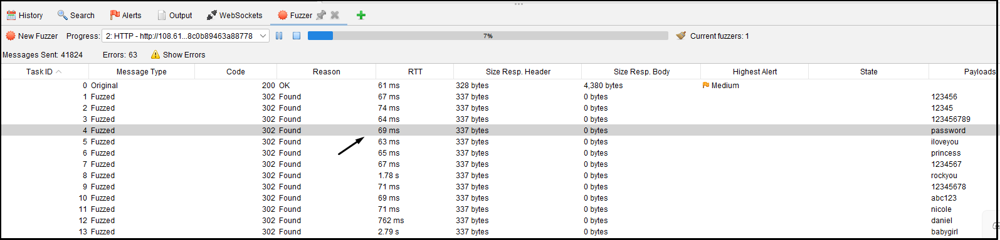 History Search Alerts Output WebSockets Fuzzer
New Fuzzer Progress: 2: HTTP - http://108.61...8c0b89463a88778 7% Current fuzzers: 1
Messages Sent: 41824 Errors: 63 Show Errors
Task ID Message Type Code Reason RTT Size Resp. Header Size Resp. Body Highest Alert State Payloads
0 Original 200 OK 61 ms 328 bytes 4,380 bytes Medium
1 Fuzzed 302 Found 67 ms 337 bytes 0 bytes 123456
2 Fuzzed 302 Found 74 ms 337 bytes 0 bytes 12345
3 Fuzzed 302 Found 64 ms 337 bytes 0 bytes 123456789
4 Fuzzed 302 Found 69 ms 337 bytes 0 bytes password
5 Fuzzed 302 Found 63 ms 337 bytes 0 bytes iloveyou
6 Fuzzed 302 Found 65 ms 337 bytes 0 bytes princess
7 Fuzzed 302 Found 67 ms 337 bytes 0 bytes 1234567
8 Fuzzed 302 Found 1.78 s 337 bytes 0 bytes rockyou
9 Fuzzed 302 Found 71 ms 337 bytes 0 bytes 12345678
10 Fuzzed 302 Found 69 ms 337 bytes 0 bytes abc123
11 Fuzzed 302 Found 71 ms 337 bytes 0 bytes nicole
12 Fuzzed 302 Found 762 ms 337 bytes 0 bytes daniel
13 Fuzzed 302 Found 2.79 s 337 bytes 0 bytes babygirl